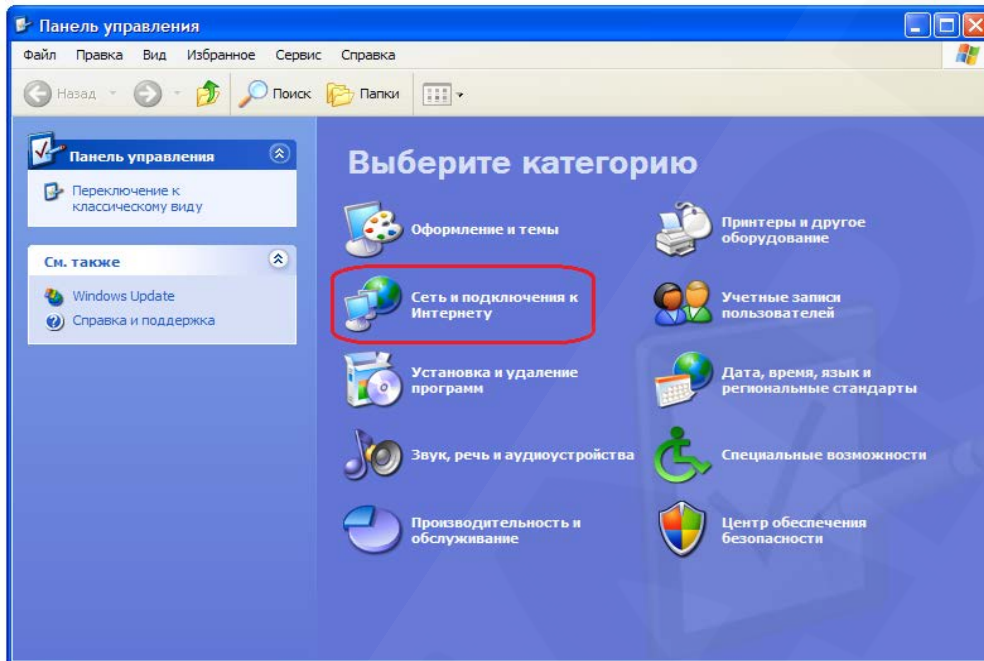 Панель управления
Файл Правка Вид Избранное Сервис Справка
Назад Поиск Папки
Панель управления
Переключение к
классическому виду
См. также
Windows Update
Справка и поддержка
Выберите категорию
Оформление и темы
Принтеры и другое
оборудование
Сеть и подключения к
Интернету
Учетные записи
пользователей
Установка и удаление
программ
Дата, время, язык и
региональные стандарты
Звук, речь и аудиоустройства
Специальные возможности
Производительность и
обслуживание
Центр обеспечения
безопасности